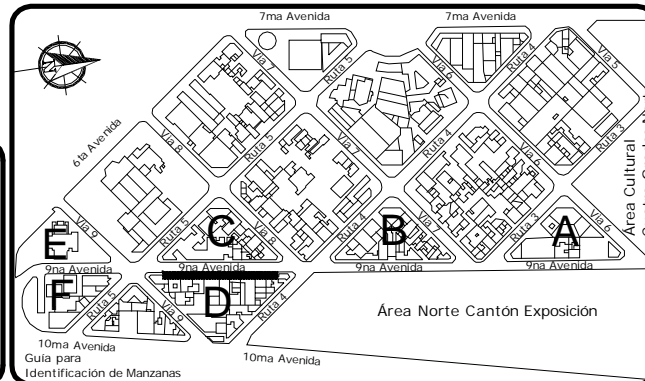 7ma Avenida
7ma Avenida
Vía 7
Ruta 5
Vía 6
Ruta 4
Vía 5
6ta Avenida
Vía 8
Ruta 5
Vía 7
Ruta 4
Vía 6
Ruta 3
Área Cultural
E
Vía 9
Ruta 5
C
Vía 8
Ruta 4
B
Vía 7
Ruta 3
A
Vía 6
9na Avenida
9na Avenida
9na Avenida
9na Avenida
F
D
Ruta 4
Área Norte Cantón Exposición
Vía 9
10ma Avenida
10ma Avenida
Guía para
Identificación de Manzanas